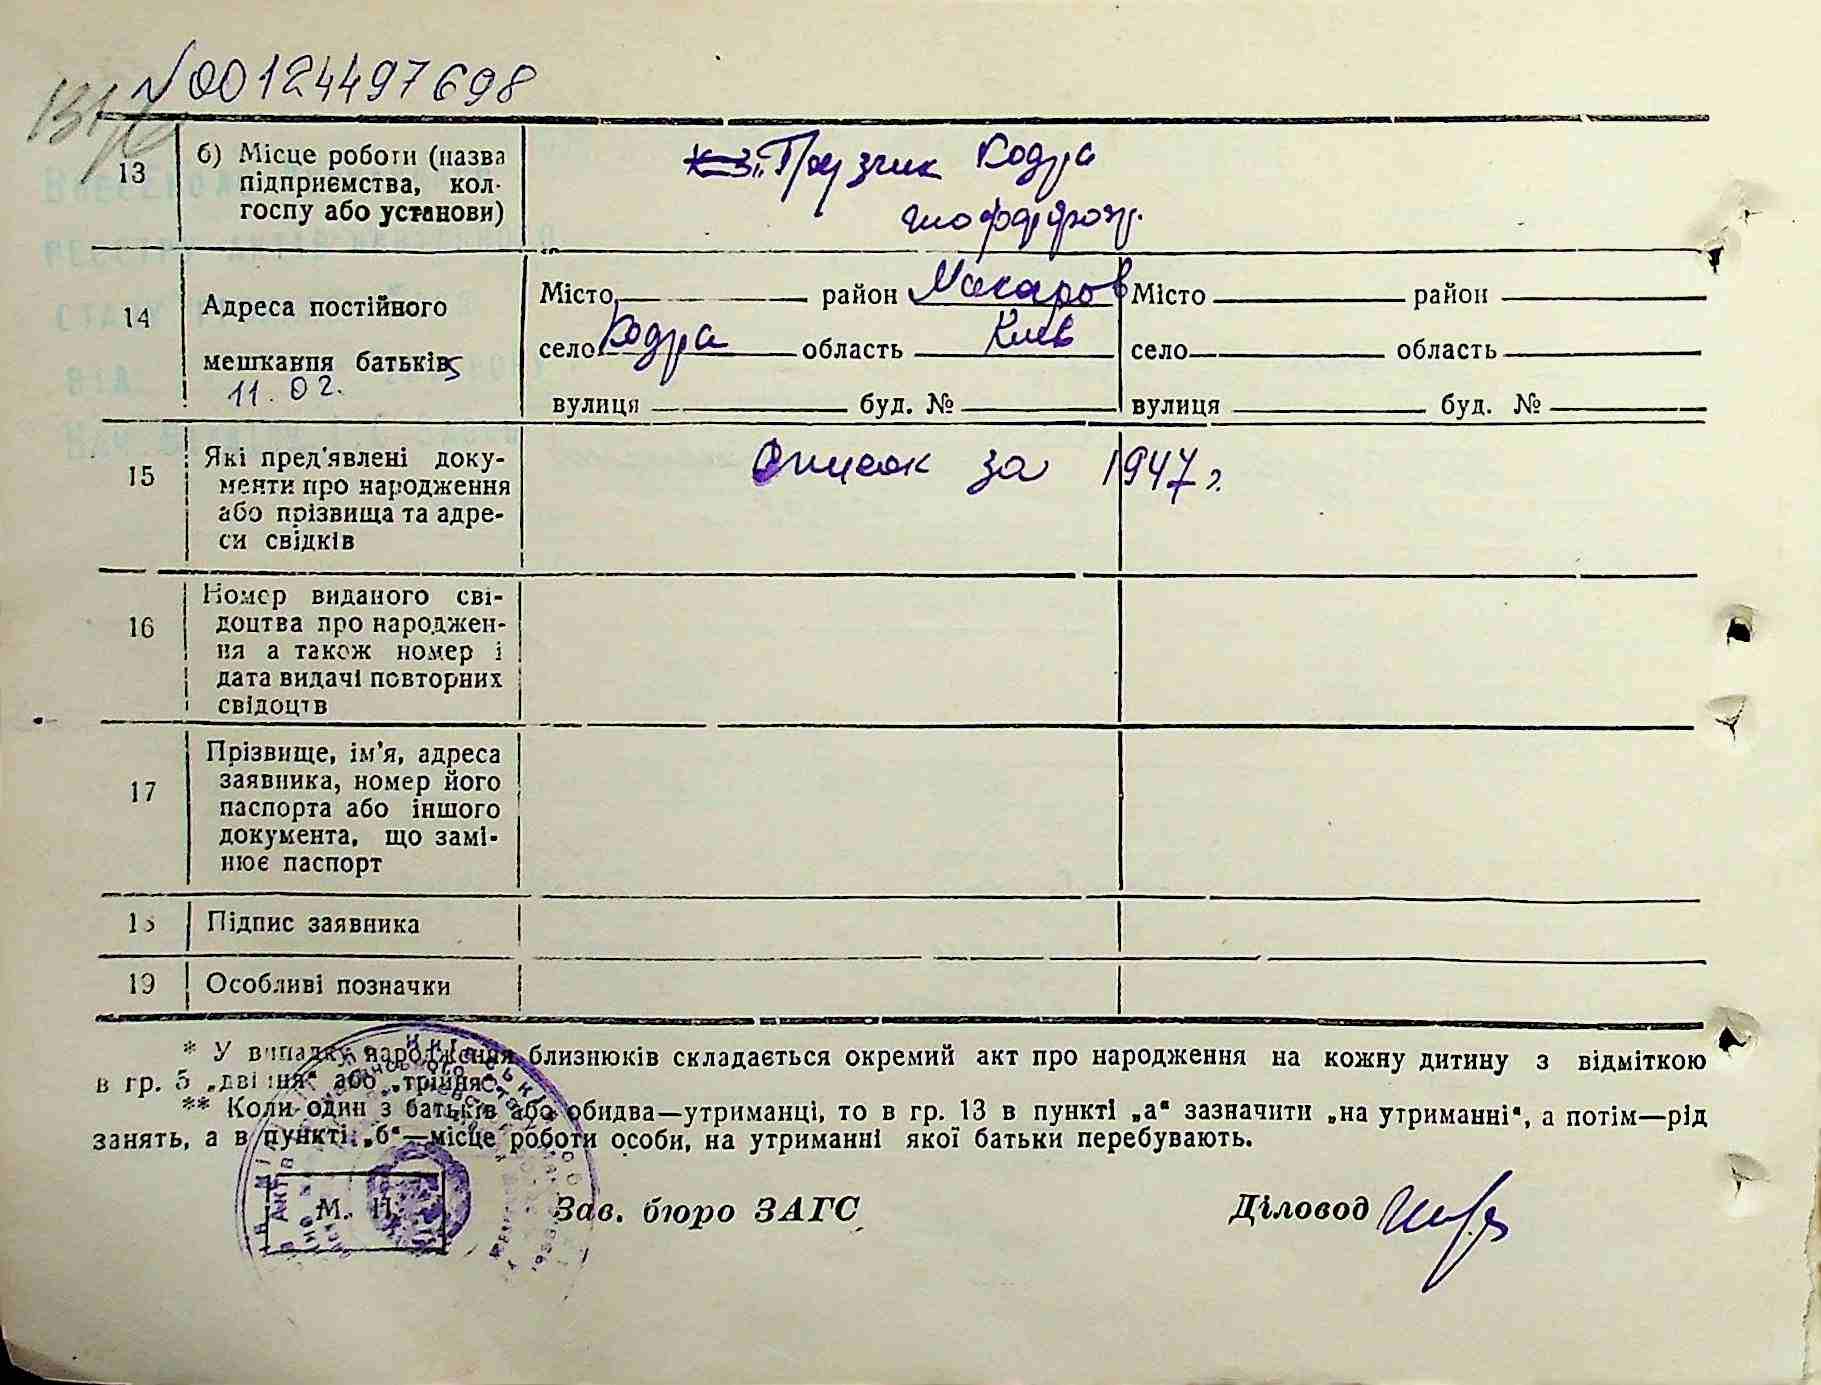 №00124497698
13
б) Місце роботи (назва
підприємства, кол-
госпу або установи)
к-з. Грузчик Кодра
14
Адреса постійного
мешкання батьків
11.02.
Місто район Макаров
село Кодра область Киев
вулиця буд. №
Місто район
село область
вулиця буд. №
15
Які пред'явлені доку-
менти про народження
або прізвища та адре-
си свідків
Список за 1947 г.
16
Номер виданого сві-
доцтва про народжен-
ня а також номер і
дата видачі повторних
свідоцтв
17
Прізвище, ім'я, адреса
заявника, номер його
паспорта або іншого
документа, що замі-
нює паспорт
18
Підпис заявника
19
Особливі позначки
* У випадку народження близнюків складається окремий акт про народження на кожну дитину з відміткою
в гр. 5 „двійня“ або „трійня“.
** Коли один з батьків або обидва—утриманці, то в гр. 13 в пункті „а“ зазначити „на утриманні“, а потім—рід
занять, а в пункті „б“—місце роботи особи, на утриманні якої батьки перебувають.
М. П.
Зав. бюро ЗАГС
Діловод